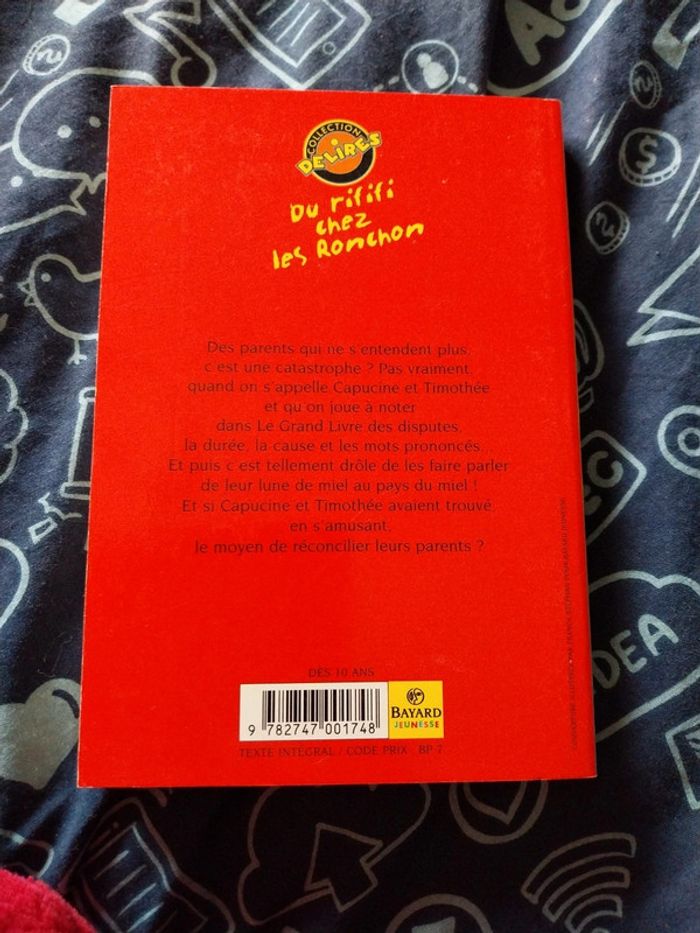 COLLECTION
DÉLIRES
Du rififi
chez
les Ronchon
Des parents qui ne s'entendent plus,
c'est une catastrophe ? Pas vraiment,
quand on s'appelle Capucine et Timothée
et qu'on joue à noter
dans Le Grand Livre des disputes,
la durée, la cause et les mots prononcés...
Et puis c'est tellement drôle de les faire parler
de leur lune de miel au pays du miel !
Et si Capucine et Timothée avaient trouvé,
en s'amusant,
le moyen de réconcilier leurs parents ?
DÈS 10 ANS
9 782747 001748
BAYARD
JEUNESSE
TEXTE INTÉGRAL / CODE PRIX : BP 7
IDEA